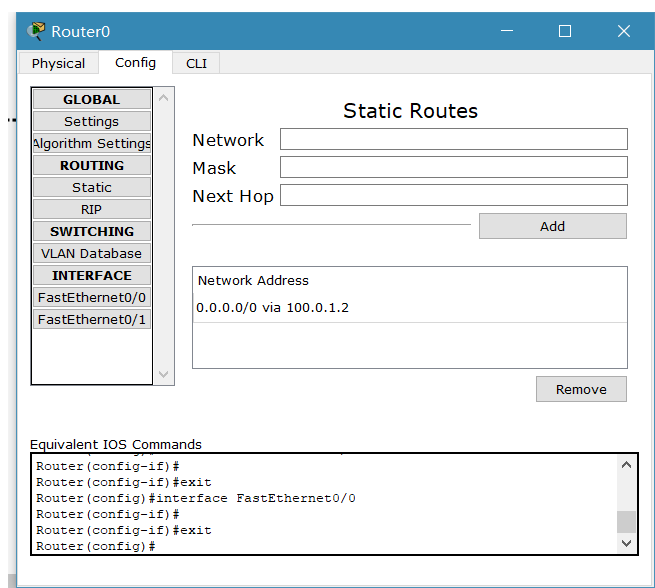 Router0
Physical
Config
CLI
GLOBAL
Settings
Algorithm Settings
ROUTING
Static
RIP
SWITCHING
VLAN Database
INTERFACE
FastEthernet0/0
FastEthernet0/1
Static Routes
Network
Mask
Next Hop
Add
Network Address
0.0.0.0/0 via 100.0.1.2
Remove
Equivalent IOS Commands
Router(config-if)#
Router(config-if)#exit
Router(config)#interface FastEthernet0/0
Router(config-if)#
Router(config-if)#exit
Router(config)#